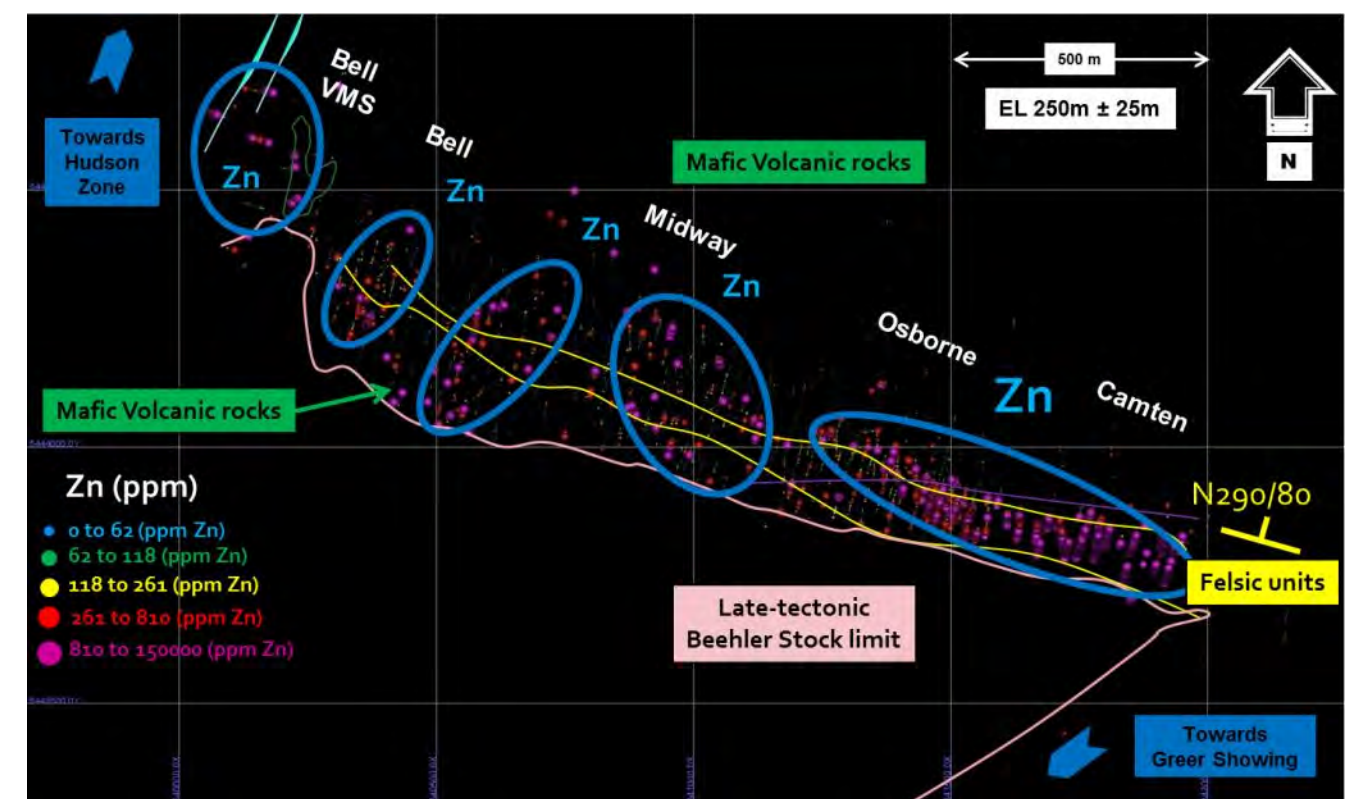 Bell
VMS
500 m
EL 250m ± 25m
N
Towards
Hudson
Zone
Bell
Mafic Volcanic rocks
Zn
Zn
Midway
Zn
Zn
Osborne
Zn
Camten
Mafic Volcanic rocks
Zn (ppm)
0 to 62 (ppm Zn)
62 to 118 (ppm Zn)
118 to 261 (ppm Zn)
261 to 810 (ppm Zn)
810 to 150000 (ppm Zn)
N290/80
Felsic units
Late-tectonic
Beehler Stock limit
Towards
Greer Showing